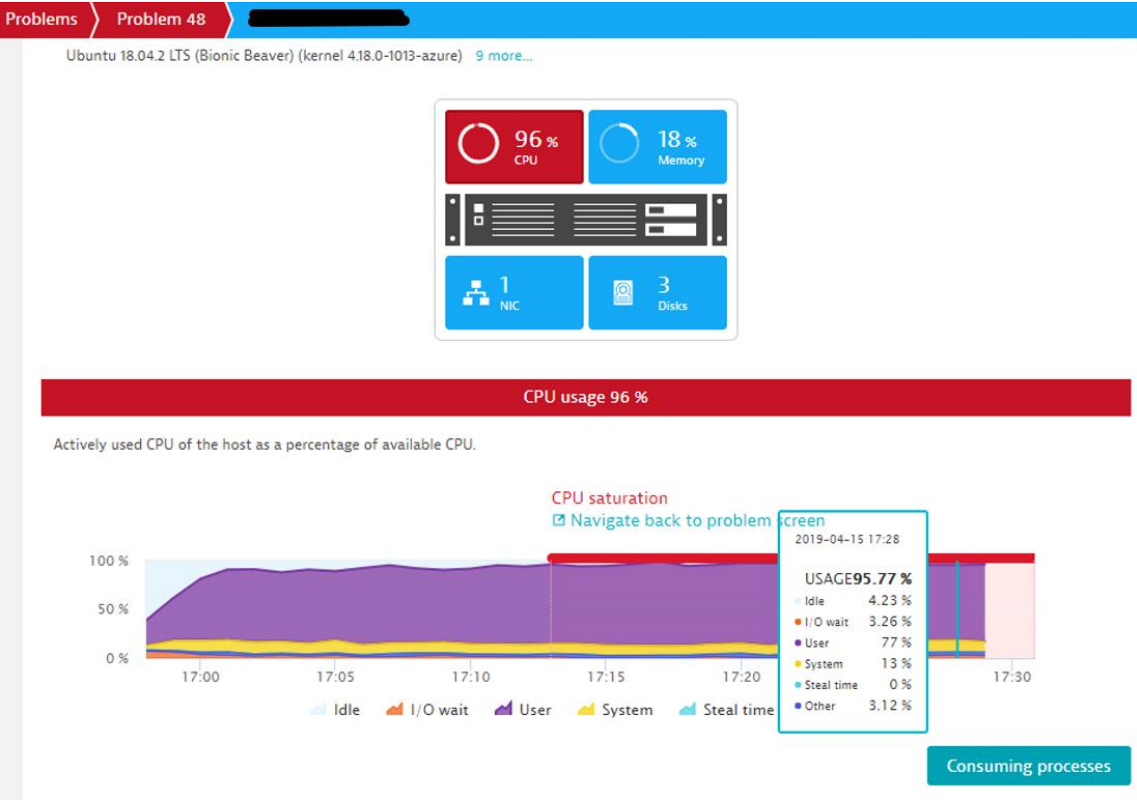 Problems Problem 48
Ubuntu 18.04.2 LTS (Bionic Beaver) (kernel 4.18.0-1013-azure) 9 more...
96 % CPU
18 % Memory
1 NIC
3 Disks
CPU usage 96 %
Actively used CPU of the host as a percentage of available CPU.
CPU saturation
Navigate back to problem screen
2019-04-15 17:28
USAGE95.77 %
Idle 4.23 %
I/O wait 3.26 %
User 77 %
System 13 %
Steal time 0 %
Other 3.12 %
100 %
50 %
0 %
17:00 17:05 17:10 17:15 17:20 17:30
Idle I/O wait User System Steal time
Consuming processes